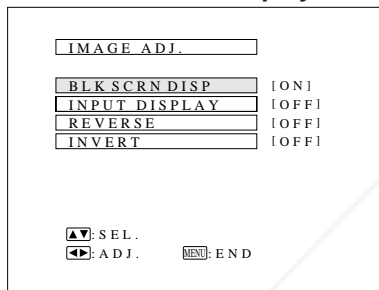 IMAGE ADJ.
BLK SCRN DISP [ON]
INPUT DISPLAY [OFF]
REVERSE [OFF]
INVERT [OFF]
▲▼:SEL.
◀▶:ADJ. MENU:END